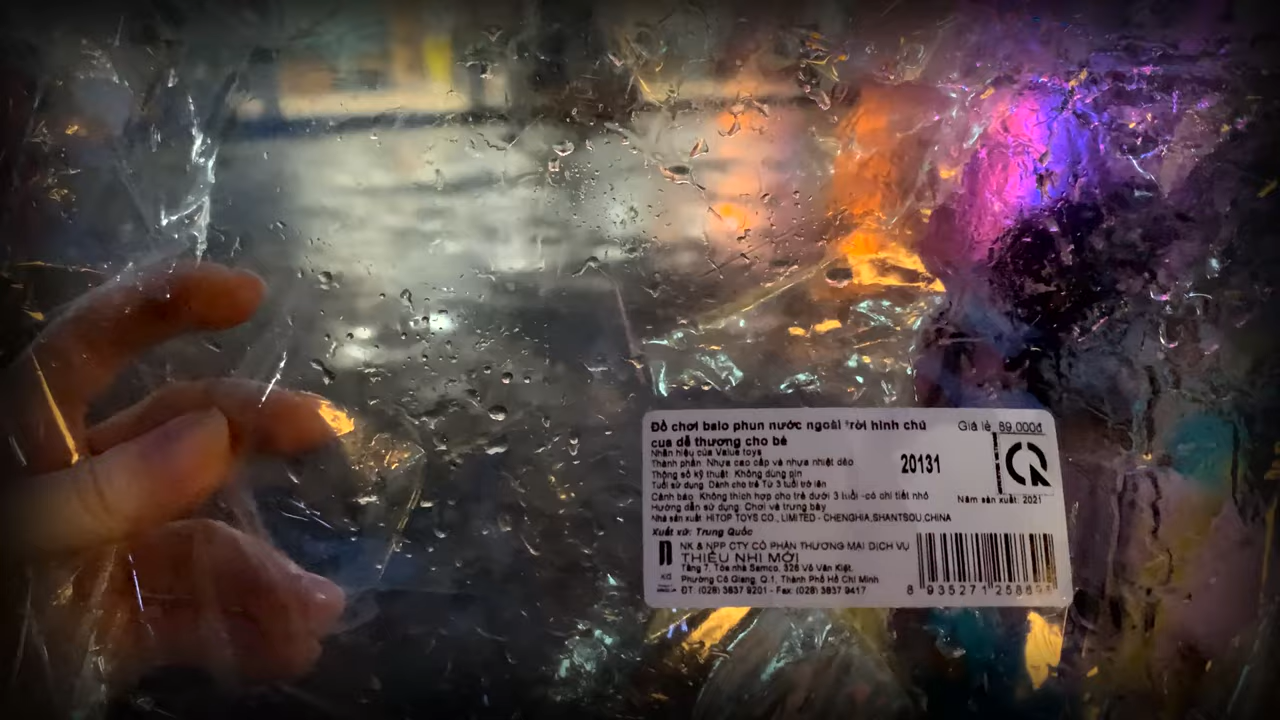 Đồ chơi balo phun nước ngoài trời hình chú
cua dễ thương cho bé
Giá lẻ 89.000đ
Nhãn hiệu của Value toys
Thành phần: Nhựa cao cấp và nhựa nhiệt dẻo
Thông số kỹ thuật: Không dùng pin
Tuổi sử dụng: Dành cho trẻ Từ 3 tuổi trở lên
20131
CR
Cảnh báo: Không thích hợp cho trẻ dưới 3 tuổi -có chi tiết nhỏ
Năm sản xuất: 2021
Hướng dẫn sử dụng: Chơi và trưng bày
Nhà sản xuất: HITOP TOYS CO., LIMITED - CHENGHIA,SHANTSOU,CHINA
Xuất xứ: Trung Quốc
NK & NPP CTY CỔ PHẦN THƯƠNG MẠI DỊCH VỤ
THIẾU NHI MỚI
Tầng 7, Tòa nhà Samco, 326 Võ Văn Kiệt,
Phường Cô Giang, Q.1, Thành Phố Hồ Chí Minh
ĐT: (028) 3837 9201 - Fax: (028) 3837 9417
8 935271 2586